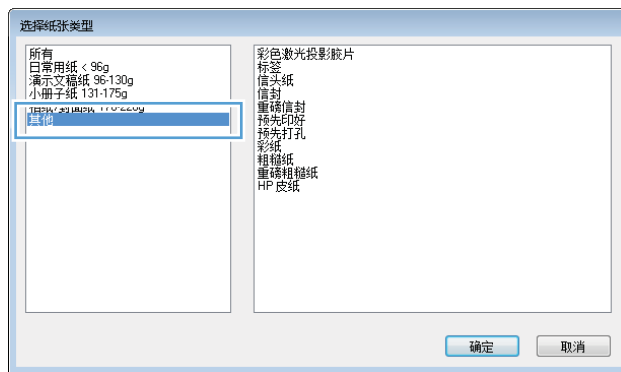 选择纸张类型
所有
日常用纸 < 96g
演示文稿纸 96-130g
小册子纸 131-175g
其他
彩色激光投影胶片
标签
信头纸
信封
重磅信封
预先印好
预先打孔
彩纸
粗糙纸
重磅粗糙纸
HP 皮纸
确定
取消